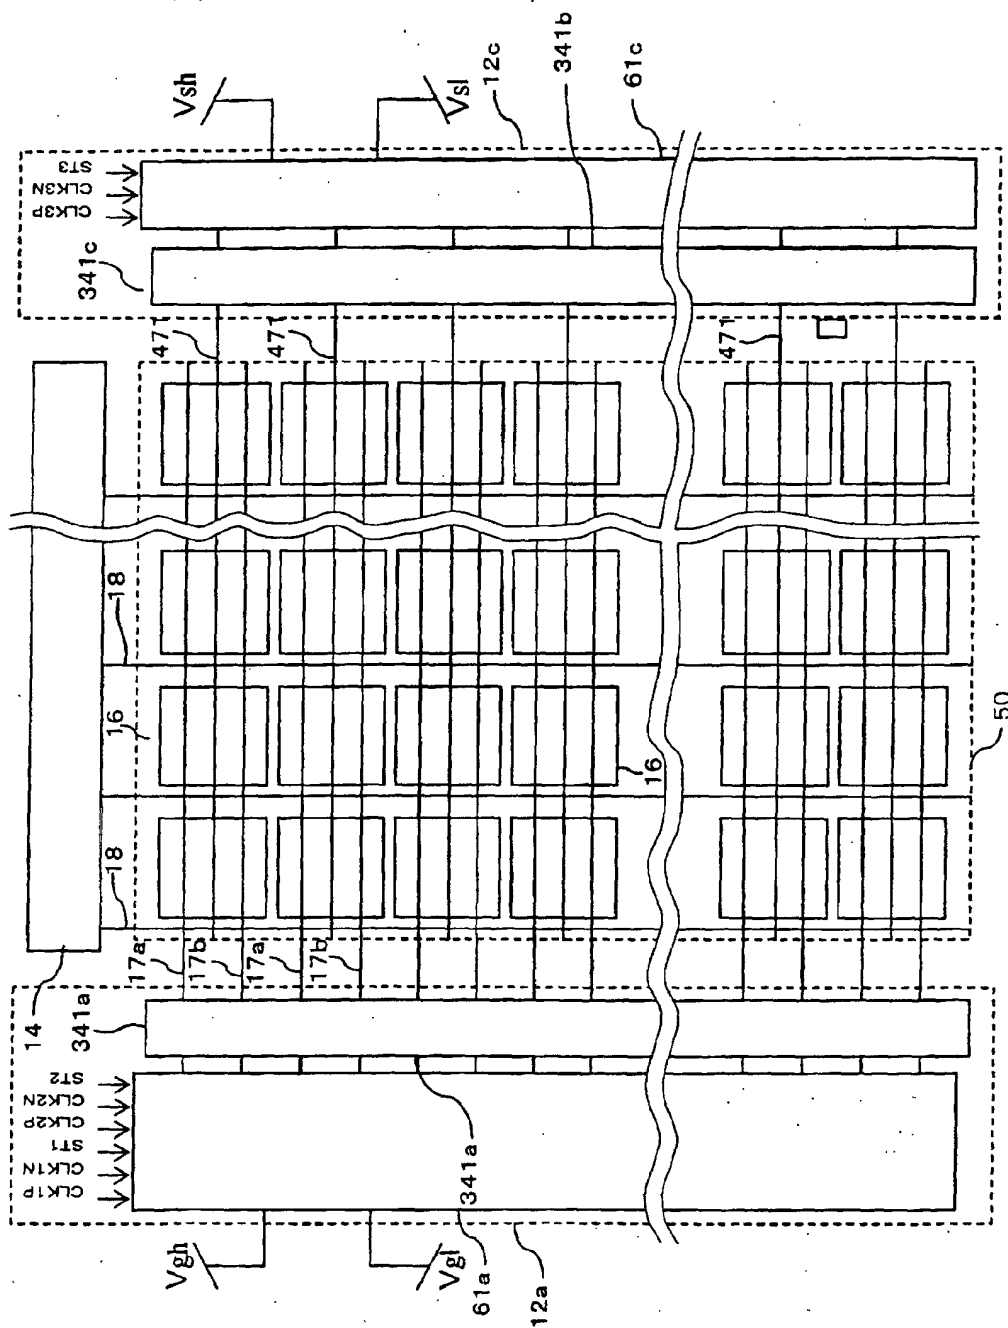 14
341a
CLK1P
CLK1N
ST1
CLK2P
CLK2N
ST2
Vgh
Vgl
61a
12a
341a
17a
17b
17a
17b
18
18
16
16
50
471
471
471
341c
CLK3P
CLK3N
ST3
Vsh
Vsl
12c
341b
61c